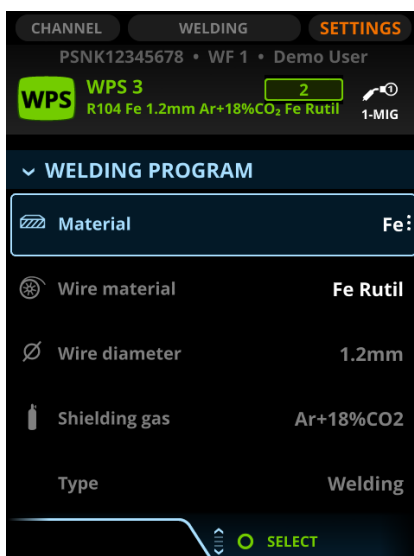 CHANNEL WELDING SETTINGS
PSNK12345678 • WF 1 • Demo User
WPS
WPS 3 2
R104 Fe 1.2mm Ar+18%CO₂ Fe Rutil
1
1-MIG
WELDING PROGRAM
Material Fe
Wire material Fe Rutil
Wire diameter 1.2mm
Shielding gas Ar+18%CO2
Type Welding
SELECT